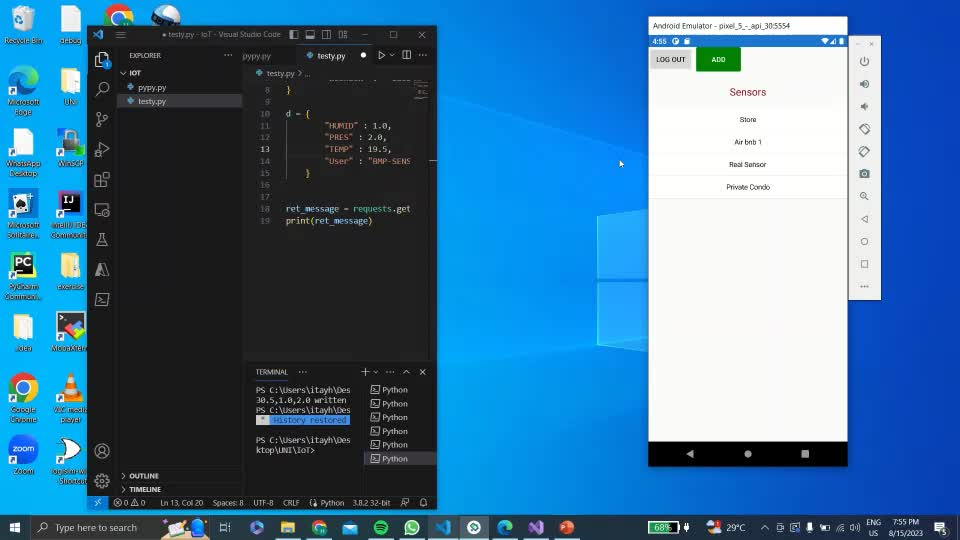 Recycle Bin
debug
Microsoft Edge
UNI
WhatsApp Desktop
WinSCP
Microsoft Solitaire...
IntelliJ IDEA Communi...
PyCharm Communi...
exercise
.idea
MobaXterm
Google Chrome
VLC media player
Zoom
Shortcut
testy.py - IoT - Visual Studio Code
EXPLORER
IOT
pypy.py
testy.py
OUTLINE
TIMELINE
pypy.py
testy.py
testy.py > ...
8 }
9
10 d = {
11 "HUMID" : 1.0,
12 "PRES" : 2.0,
13 "TEMP" : 19.5,
14 "User" : "BMP-SENS
15 }
16
17
18 ret_message = requests.get
19 print(ret_message)
TERMINAL
PS C:\Users\itayh\Des
30.5,1.0,2.0 written
PS C:\Users\itayh\Des
* History restored
PS C:\Users\itayh\Des
ktop\UNI\IoT>
Python
Python
Python
Python
Python
Python
0 0 Ln 13, Col 20 Spaces: 8 UTF-8 CRLF Python 3.8.2 32-bit
Android Emulator - pixel_5_-_api_30:5554
4:55
LOG OUT
ADD
Sensors
Store
Air bnb 1
Real Sensor
Private Condo
Type here to search
68%
29°C
ENG
US
7:55 PM
8/15/2023
5